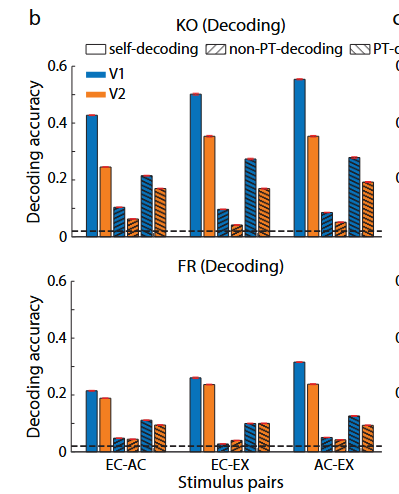 b
KO (Decoding)
self-decoding non-PT-decoding
V1
V2
0.6
0.4
0.2
0
Decoding accuracy
FR (Decoding)
0.6
0.4
0.2
0
Decoding accuracy
EC-AC EC-EX AC-EX
Stimulus pairs